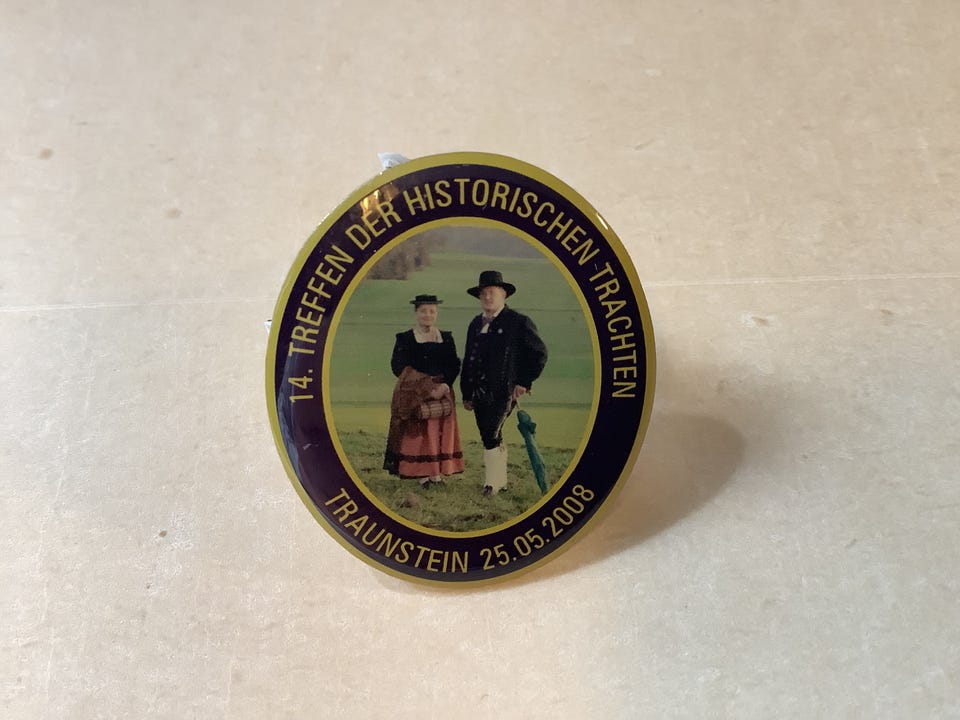 14. TREFFEN DER HISTORISCHEN TRACHTEN
TRAUNSTEIN 25.05.2008